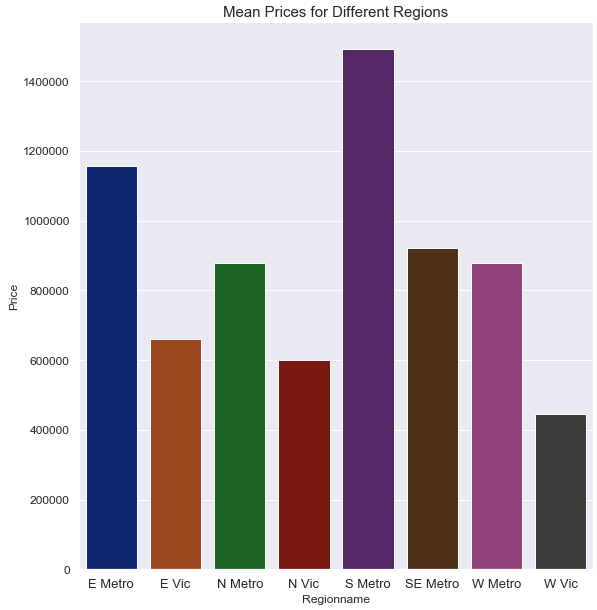 Mean Prices for Different Regions
1400000
1200000
1000000
800000
600000
400000
200000
0
Price
E Metro E Vic N Metro N Vic S Metro SE Metro W Metro W Vic
Regionname